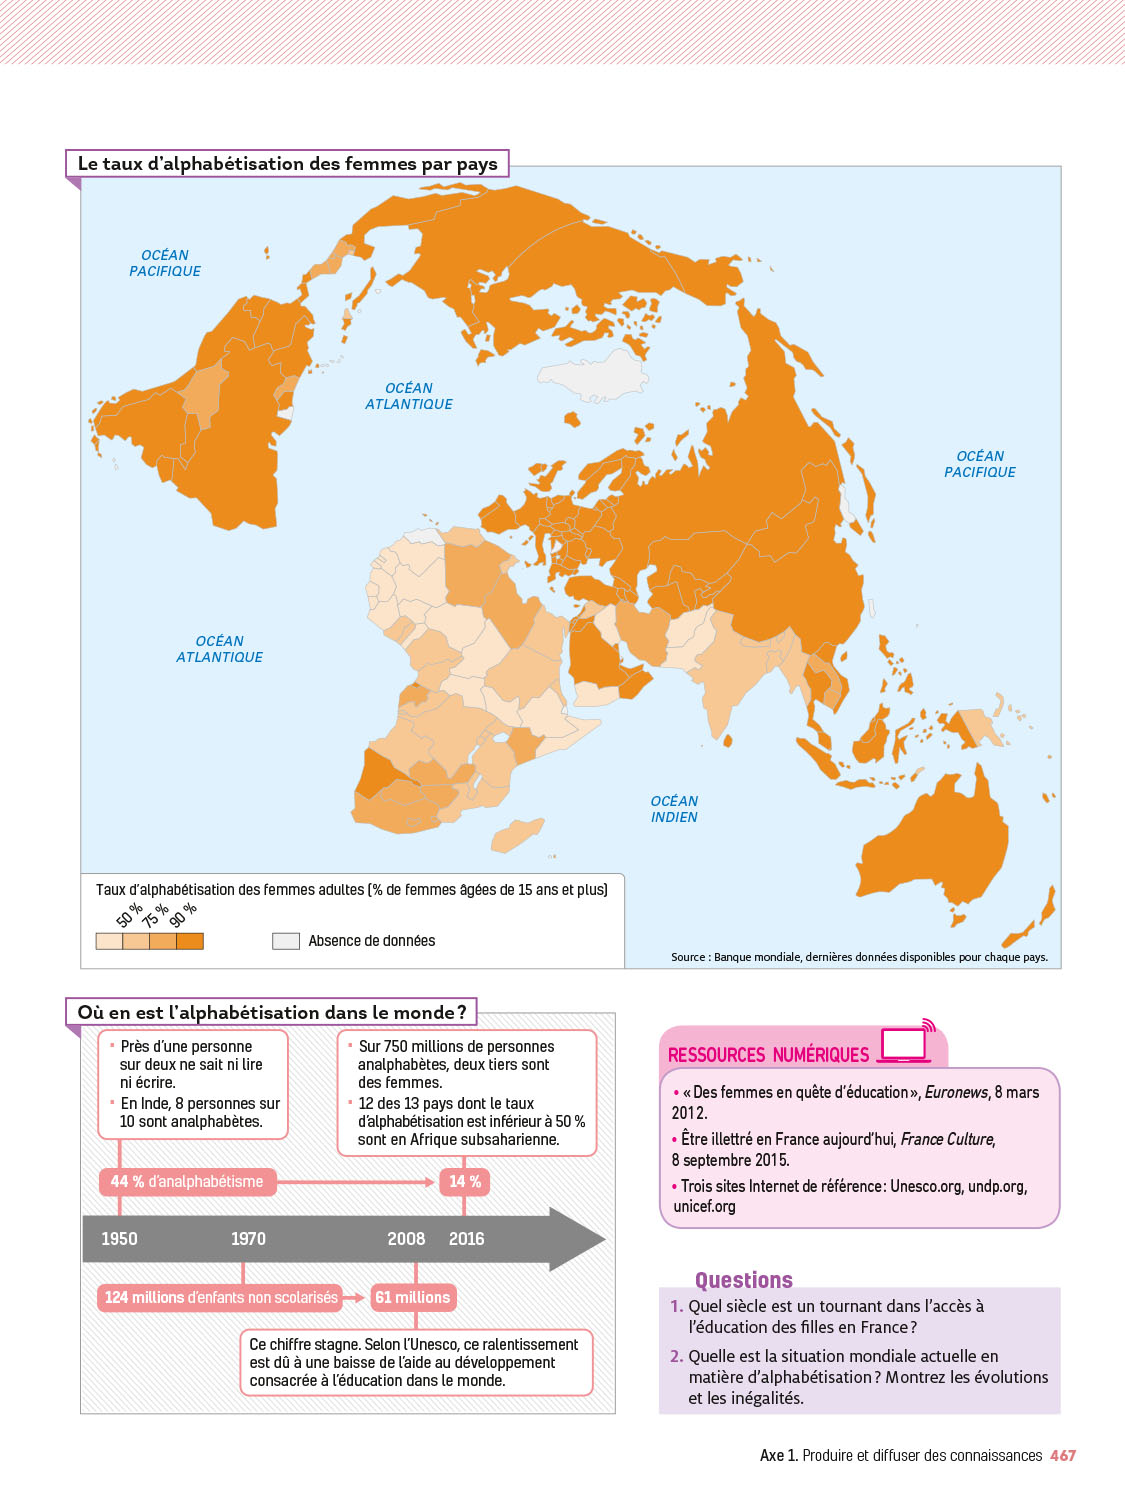 Le taux d’alphabétisation des femmes par pays
OCÉAN
PACIFIQUE
OCÉAN
ATLANTIQUE
OCÉAN
PACIFIQUE
OCÉAN
ATLANTIQUE
OCÉAN
INDIEN
Taux d’alphabétisation des femmes adultes (% de femmes âgées de 15 ans et plus)
50 % 75 % 90 %
Absence de données
Source : Banque mondiale, dernières données disponibles pour chaque pays.
Où en est l’alphabétisation dans le monde ?
• Près d’une personne
sur deux ne sait ni lire
ni écrire.
• En Inde, 8 personnes sur
10 sont analphabètes.
• Sur 750 millions de personnes
analphabètes, deux tiers sont
des femmes.
• 12 des 13 pays dont le taux
d’alphabétisation est inférieur à 50 %
sont en Afrique subsaharienne.
44 % d’analphabétisme
14 %
1950 1970 2008 2016
124 millions d’enfants non scolarisés
61 millions
Ce chiffre stagne. Selon l’Unesco, ce ralentissement
est dû à une baisse de l’aide au développement
consacrée à l’éducation dans le monde.
RESSOURCES NUMÉRIQUES
• « Des femmes en quête d’éducation », Euronews, 8 mars
2012.
• Être illettré en France aujourd’hui, France Culture,
8 septembre 2015.
• Trois sites Internet de référence : Unesco.org, undp.org,
unicef.org
Questions
1. Quel siècle est un tournant dans l’accès à
l’éducation des filles en France ?
2. Quelle est la situation mondiale actuelle en
matière d’alphabétisation ? Montrez les évolutions
et les inégalités.
Axe 1. Produire et diffuser des connaissances 467